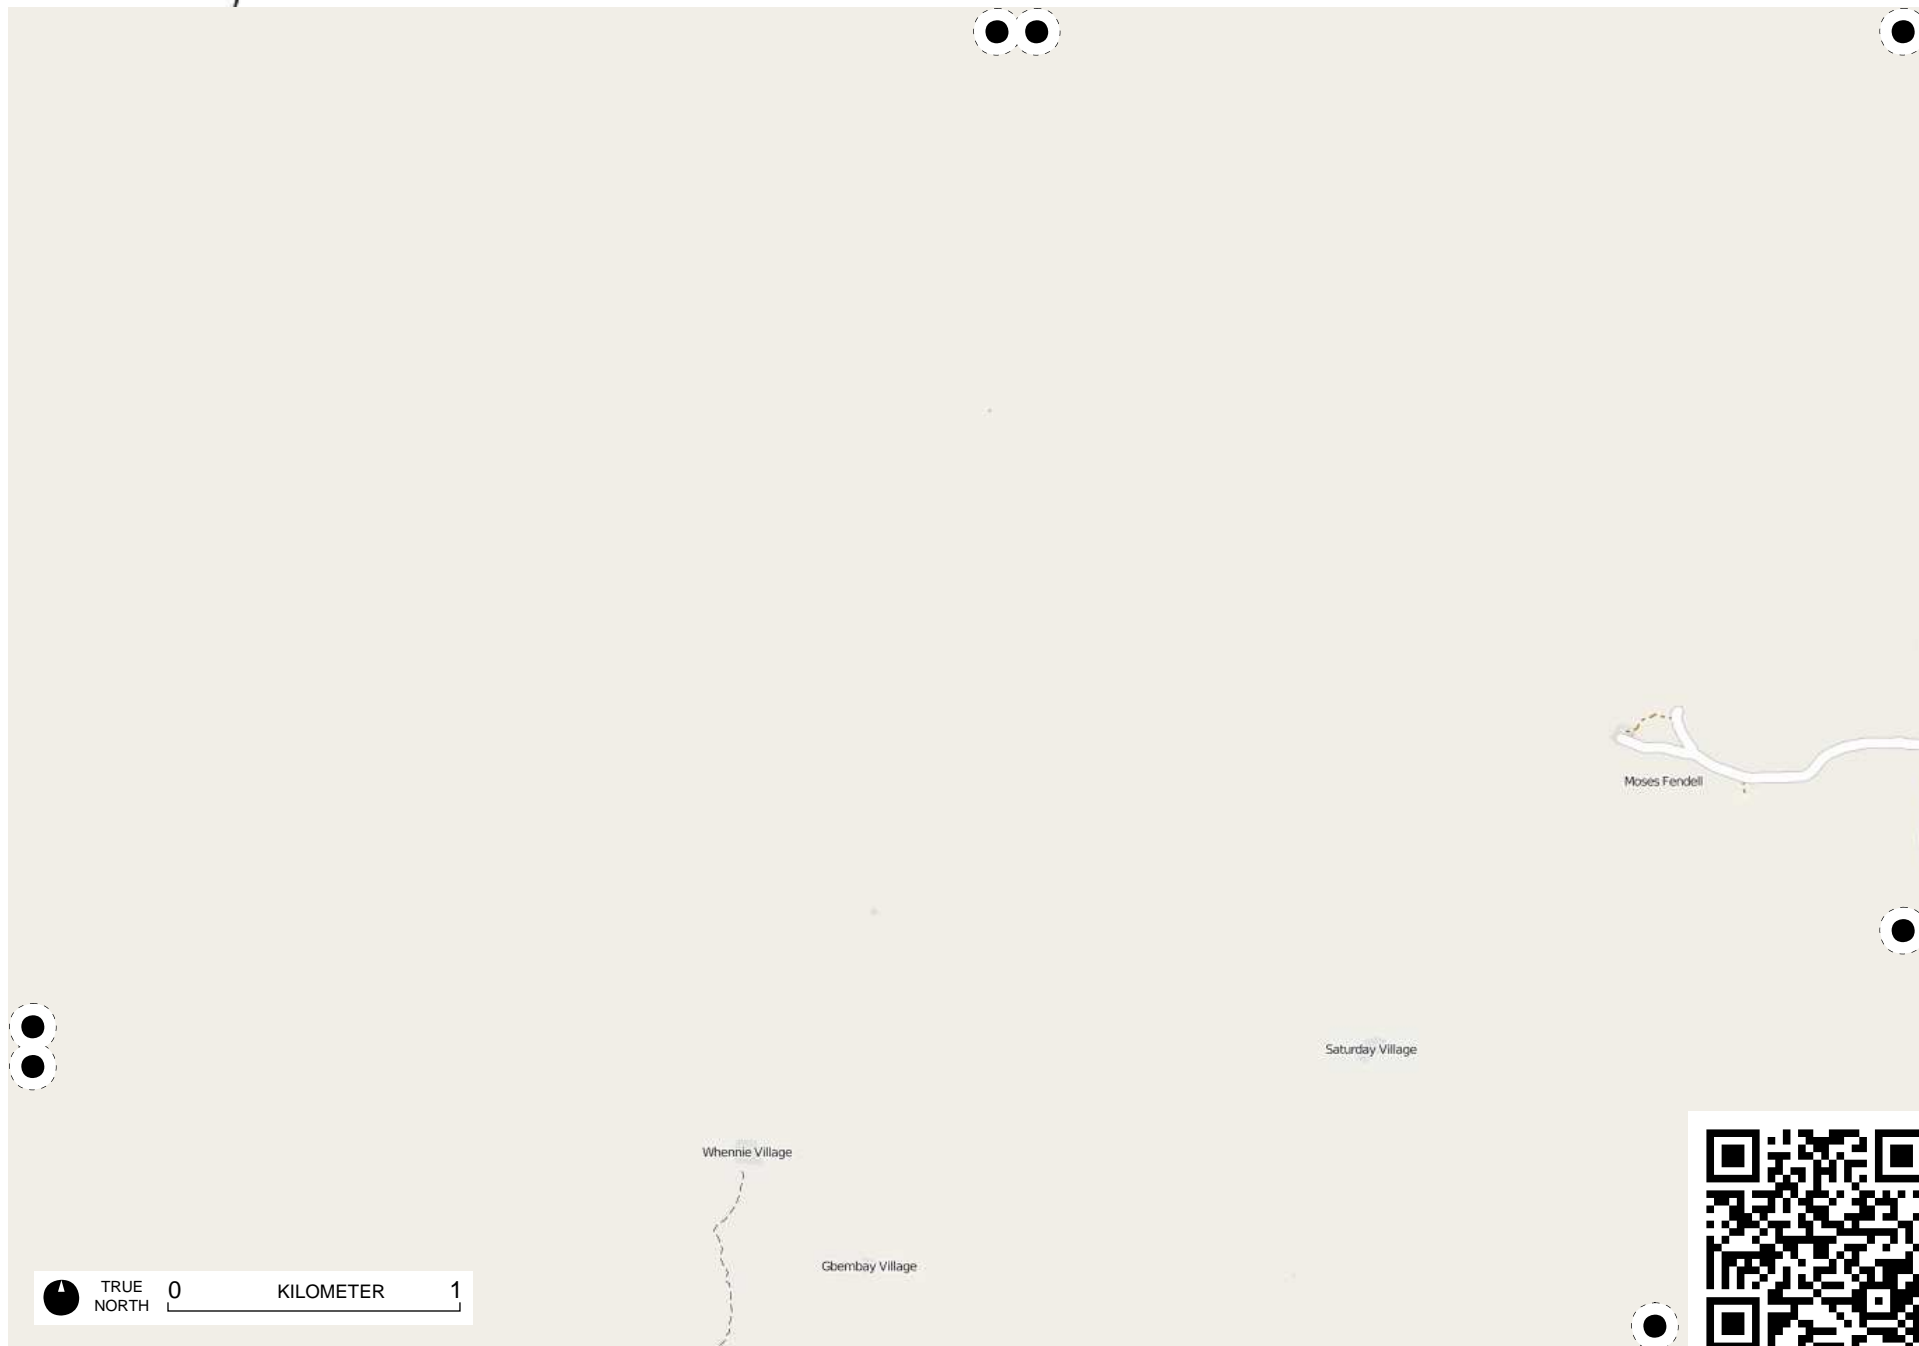 Moses Fendell
Saturday Village
Whennie Village
Gbembay Village
TRUE
NORTH
0 KILOMETER 1